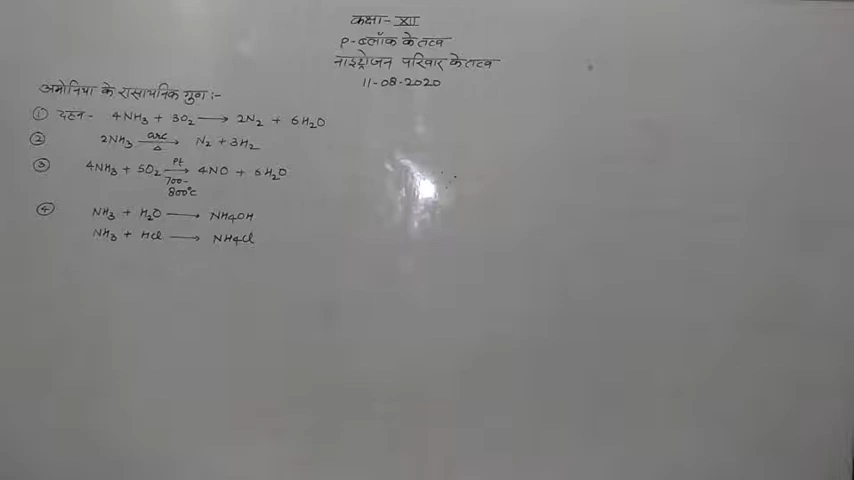 कक्षा- XII
P-ब्लॉक के तत्व
नाइट्रोजन परिवार के तत्व
11-08-2020
अमोनिया के रासायनिक गुण :-
① दहन - 4NH₃ + 3O₂ ⟶ 2N₂ + 6H₂O
② 2NH₃ arc/Δ ⟶ N₂ + 3H₂
③ 4NH₃ + 5O₂ Pt ⟶ 4NO + 6H₂O
700-
800°C
④ NH₃ + H₂O ⟶ NH4OH
NH₃ + HCl ⟶ NH4Cl